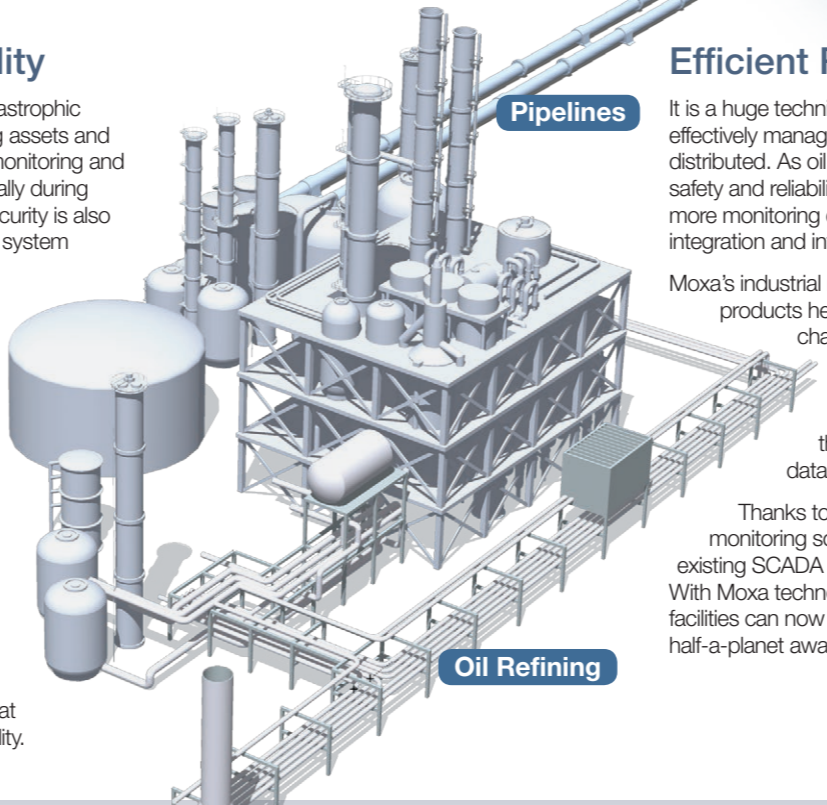 lity
astrophic
g assets and
monitoring and
ally during
curity is also
system
at
lity.
Pipelines
Oil Refining
Efficient
It is a huge techni
effectively manag
distributed. As oil
safety and reliabili
more monitoring
integration and in
Moxa's industrial
products he
cha
th
data
Thanks to
monitoring so
existing SCADA
With Moxa techno
facilities can now
half-a-planet awa